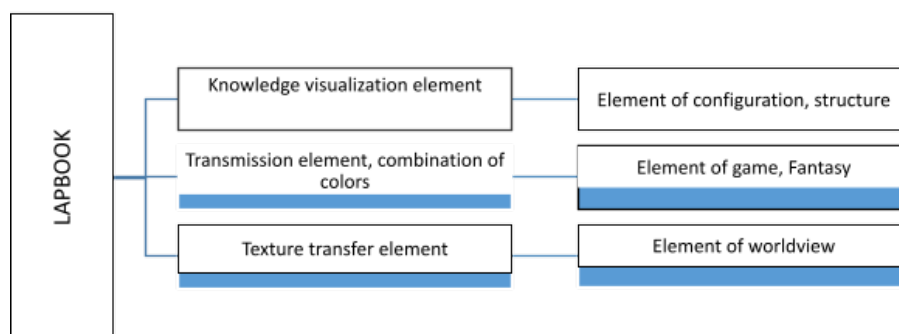 LAPBOOK
Knowledge visualization element
Element of configuration, structure
Transmission element, combination of
colors
Element of game, Fantasy
Texture transfer element
Element of worldview